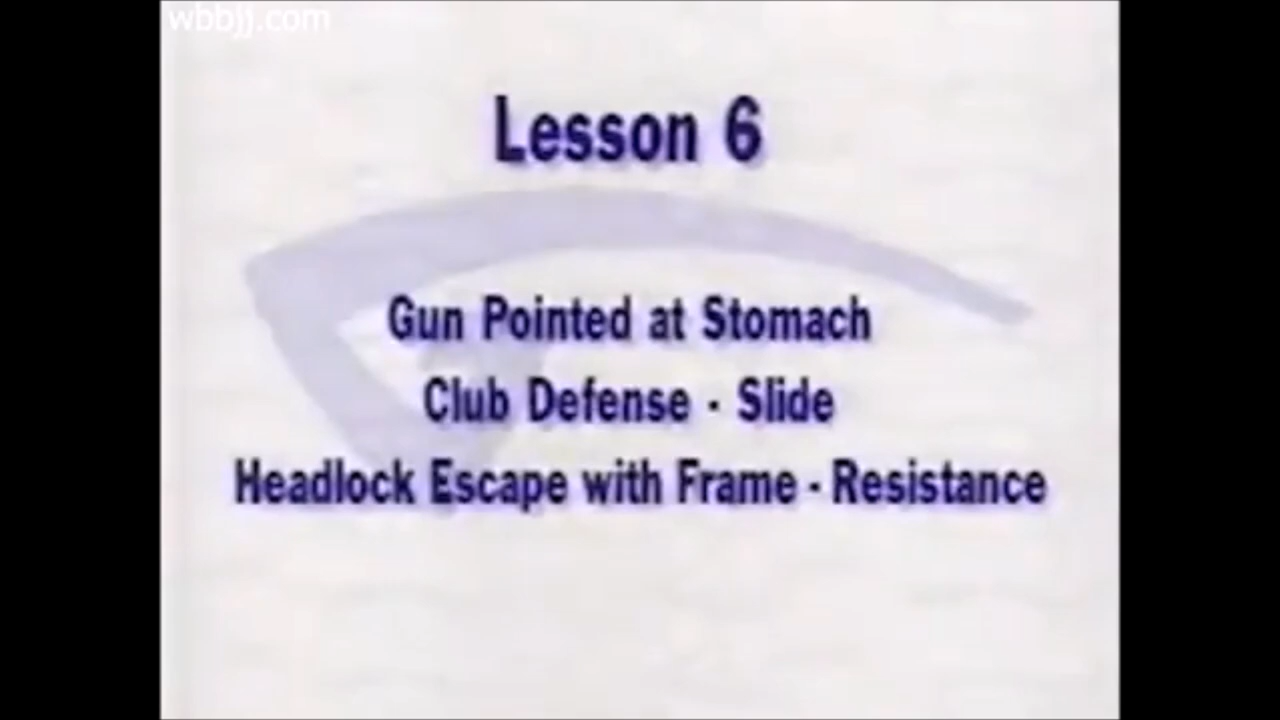 wbbjj.com
Lesson 6
Gun Pointed at Stomach
Club Defense - Slide
Headlock Escape with Frame - Resistance